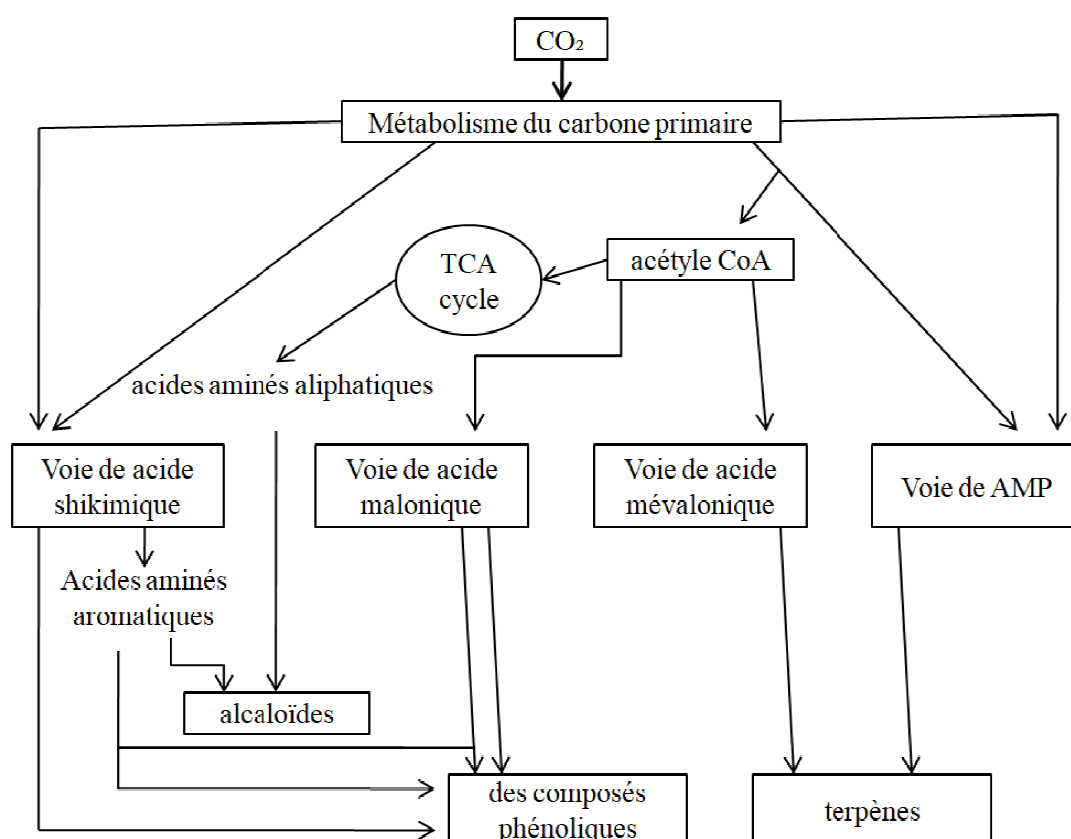 CO₂
Métabolisme du carbone primaire
TCA
cycle
acétyle CoA
acides aminés aliphatiques
Voie de acide
shikimique
Voie de acide
malonique
Voie de acide
mévalonique
Voie de AMP
Acides aminés
aromatiques
alcaloïdes
des composés
phénoliques
terpènes